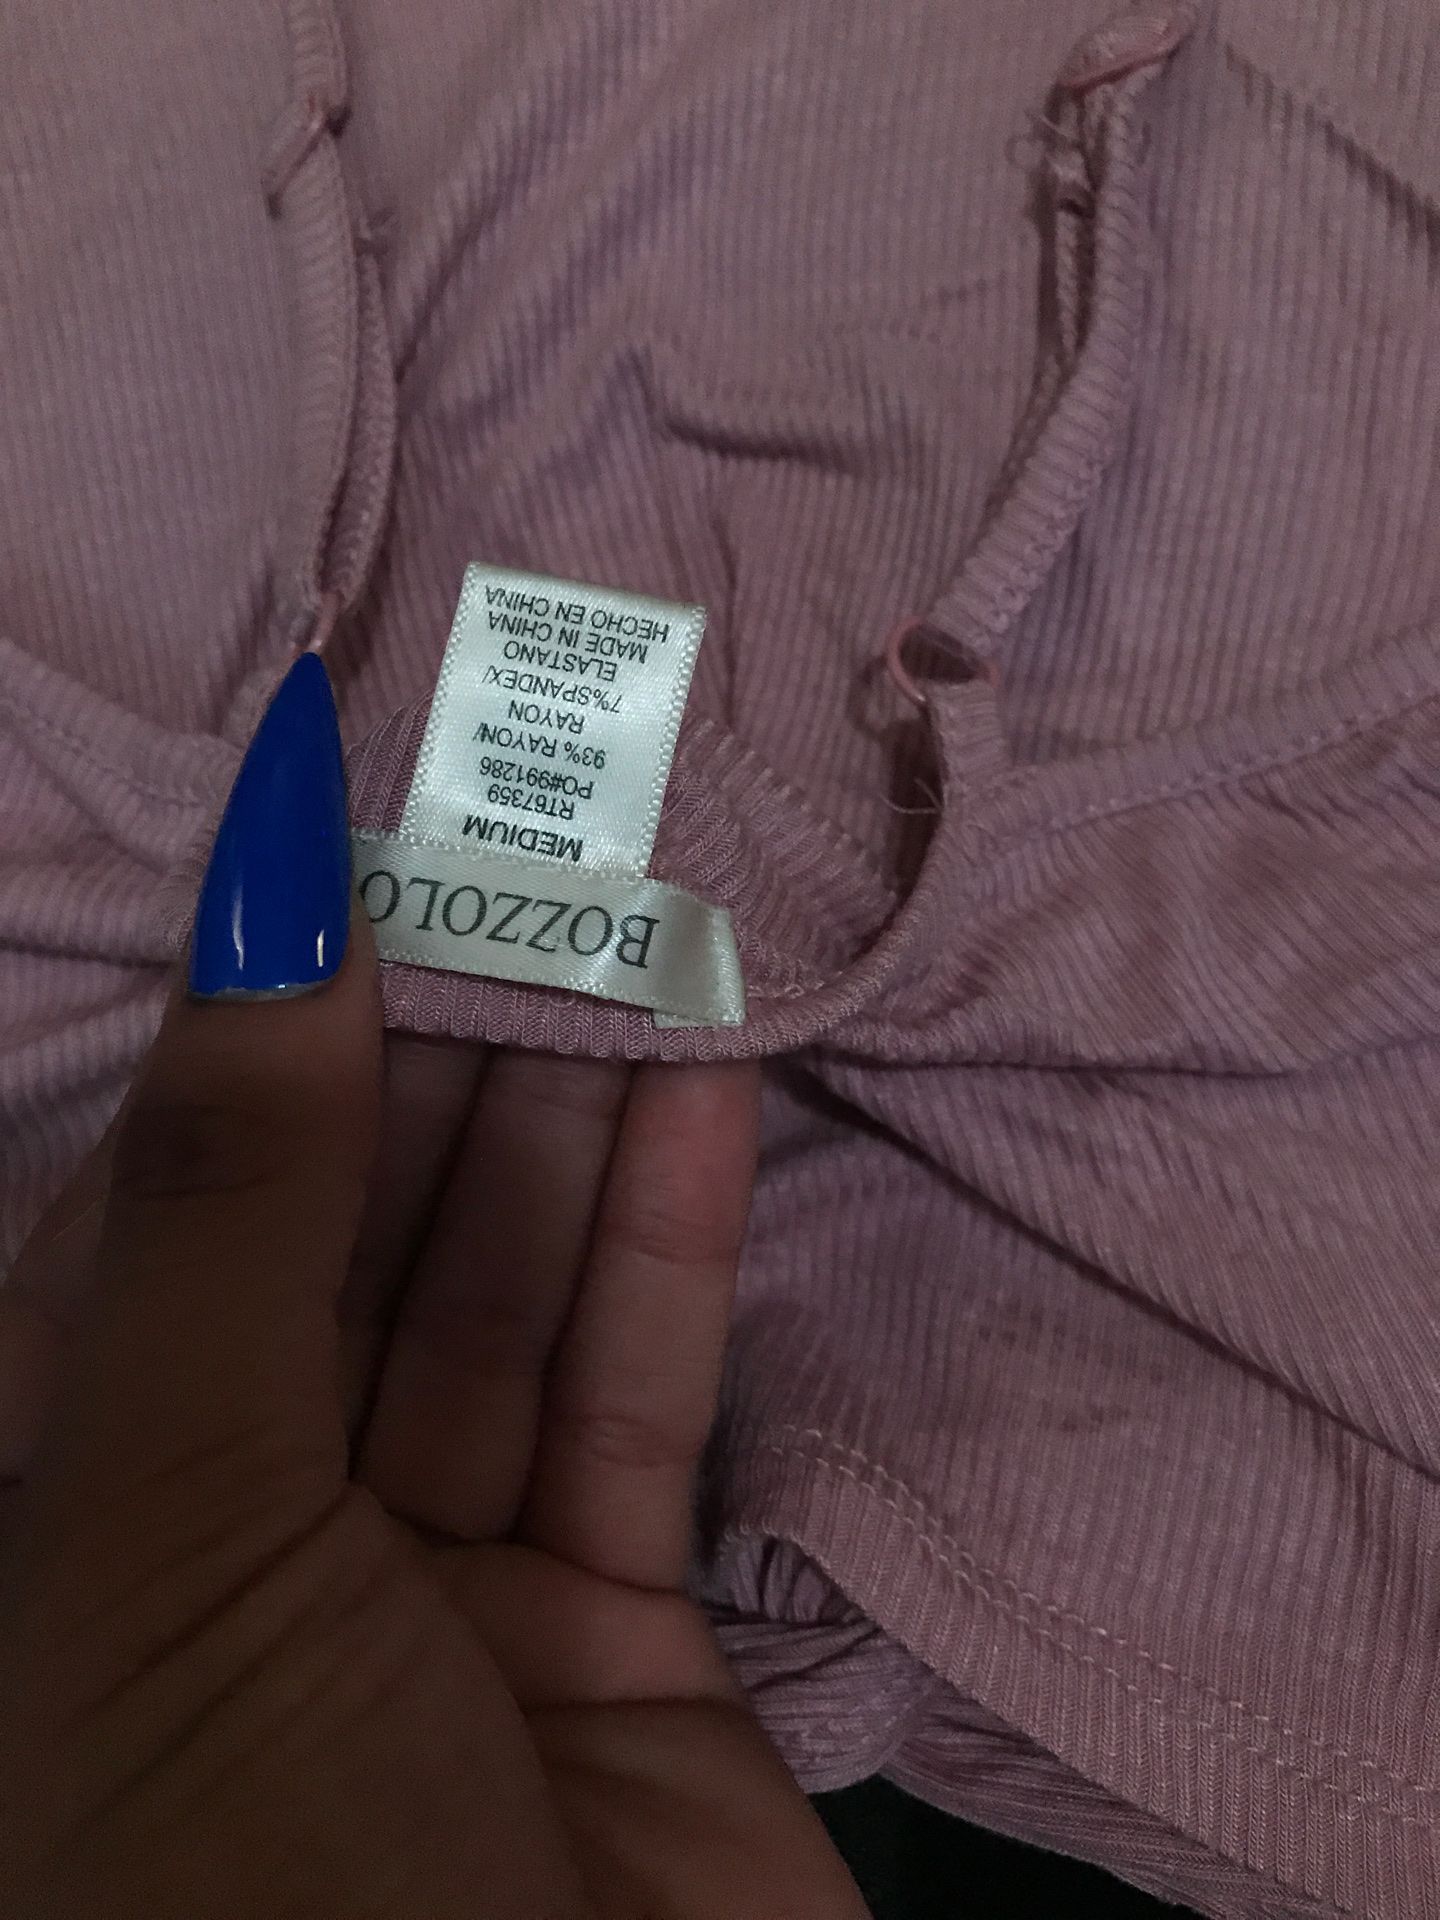 BOZZOLO
MEDIUM
RT67359
PO#991286
93% RAYON/
RAYON
7%SPANDEX/
ELASTANO
MADE IN CHINA
HECHO EN CHINA